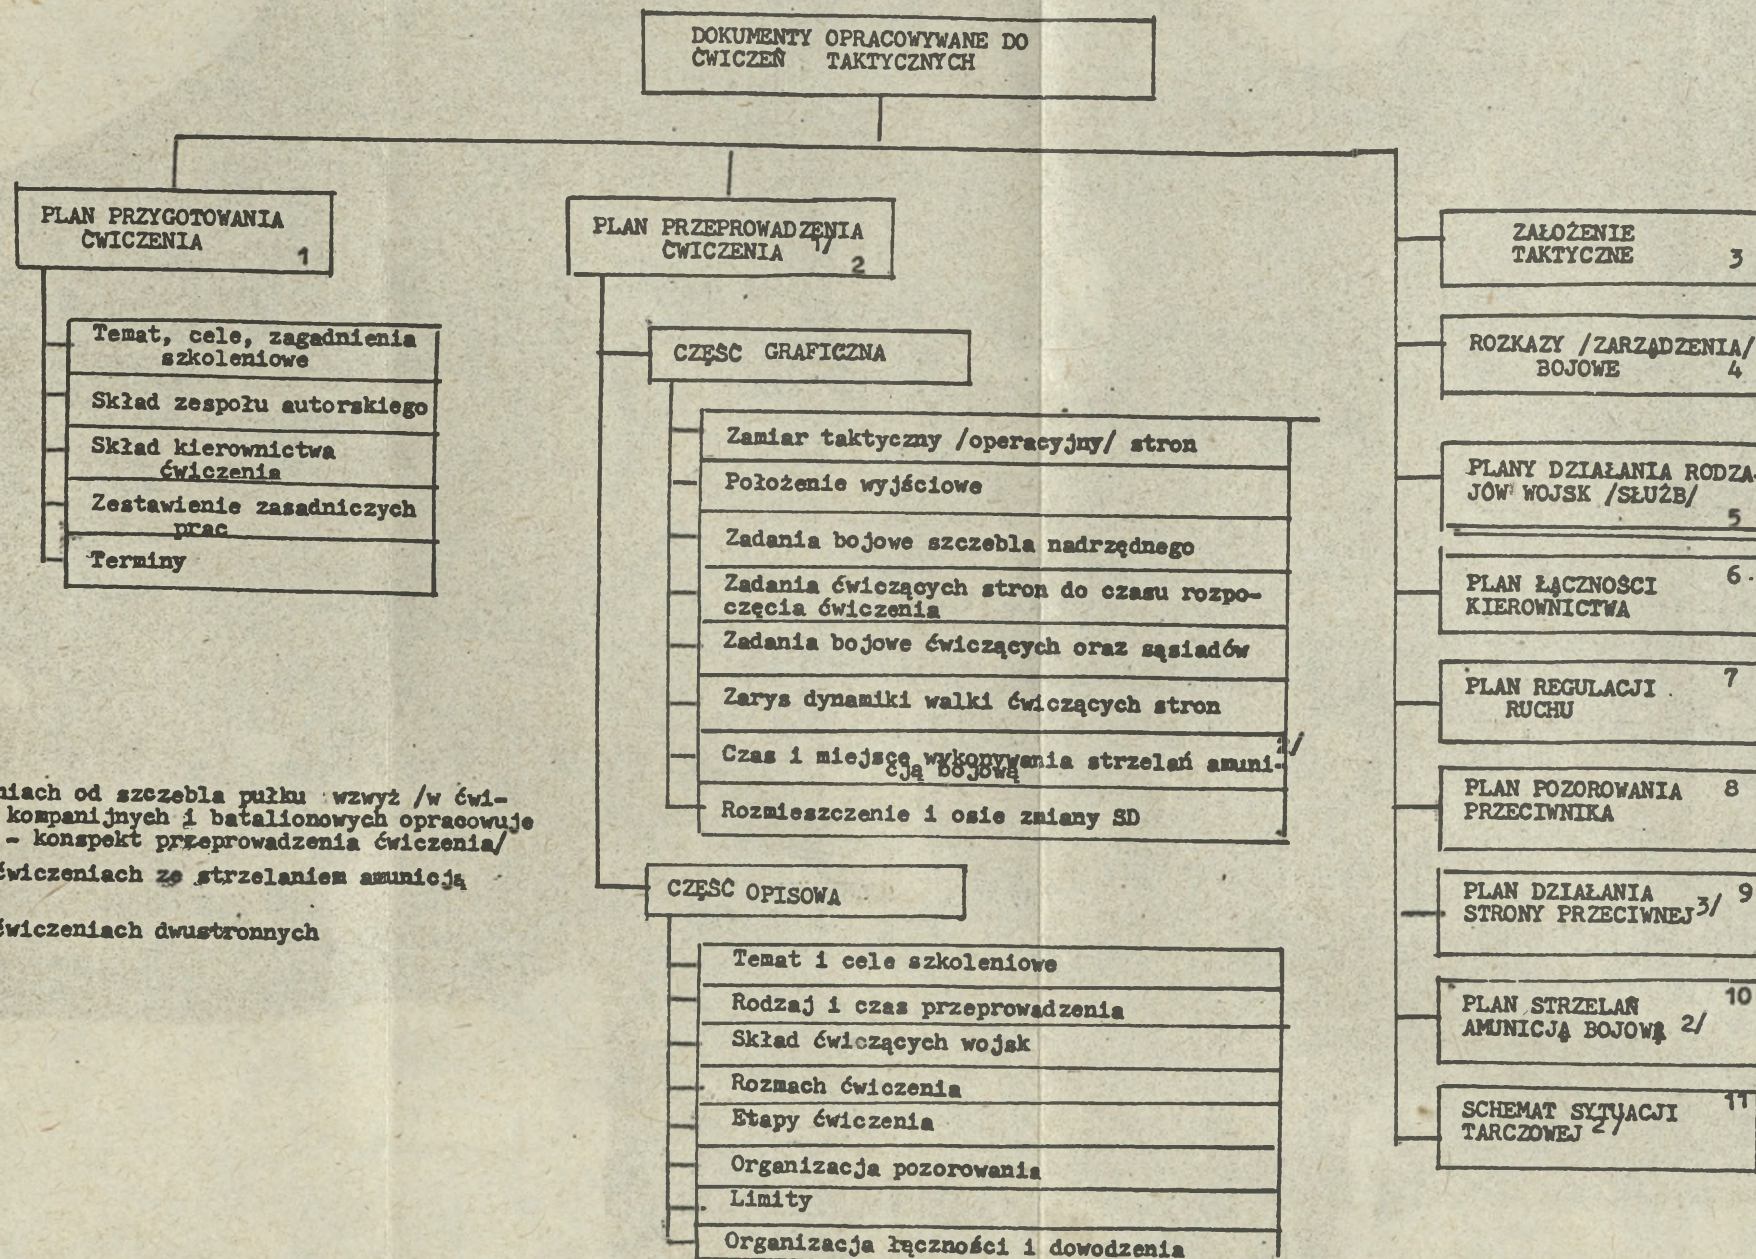 DOKUMENTY OPRACOWYWANE DO
ĆWICZEŃ TAKTYCZNYCH
PLAN PRZYGOTOWANIA
ĆWICZENIA
1
Temat, cele, zagadnienia
szkoleniowe
Skład zespołu autorskiego
Skład kierownictwa
ćwiczenia
Zestawienie zasadniczych
prac
Terminy
PLAN PRZEPROWADZENIA
ĆWICZENIA 1/
2
CZĘŚĆ GRAFICZNA
Zamiar taktyczny /operacyjny/ stron
Położenie wyjściowe
Zadania bojowe szczebla nadrzędnego
Zadania ćwiczących stron do czasu rozpo-
częcia ćwiczenia
Zadania bojowe ćwiczących oraz sąsiadów
Zarys dynamiki walki ćwiczących stron
Czas i miejsce wykonywania strzelań amuni- 2/
cją bojową
Rozmieszczenie i osie zmiany SD
CZĘŚĆ OPISOWA
Temat i cele szkoleniowe
Rodzaj i czas przeprowadzenia
Skład ćwiczących wojsk
Rozmach ćwiczenia
Etapy ćwiczenia
Organizacja pozorowania
Limity
Organizacja łączności i dowodzenia
ZAŁOŻENIE
TAKTYCZNE 3
ROZKAZY /ZARZĄDZENIA/
BOJOWE 4
PLANY DZIAŁANIA RODZA-
JÓW WOJSK /SŁUŻB/
5
PLAN ŁĄCZNOŚCI 6.
KIEROWNICTWA
PLAN REGULACJI 7
RUCHU
PLAN POZOROWANIA 8
PRZECIWNIKA
PLAN DZIAŁANIA 9
STRONY PRZECIWNEJ 3/
PLAN STRZELAŃ 10
AMUNICJĄ BOJOWĄ 2/
SCHEMAT SYTUACJI 11
TARCZOWEJ 2/
niach od szczebla pułku wzwyż /w ćwi-
kompanijnych i batalionowych opracowuje
- konspekt przeprowadzenia ćwiczenia/
ćwiczeniach ze strzelaniem amunicją
ćwiczeniach dwustronnych